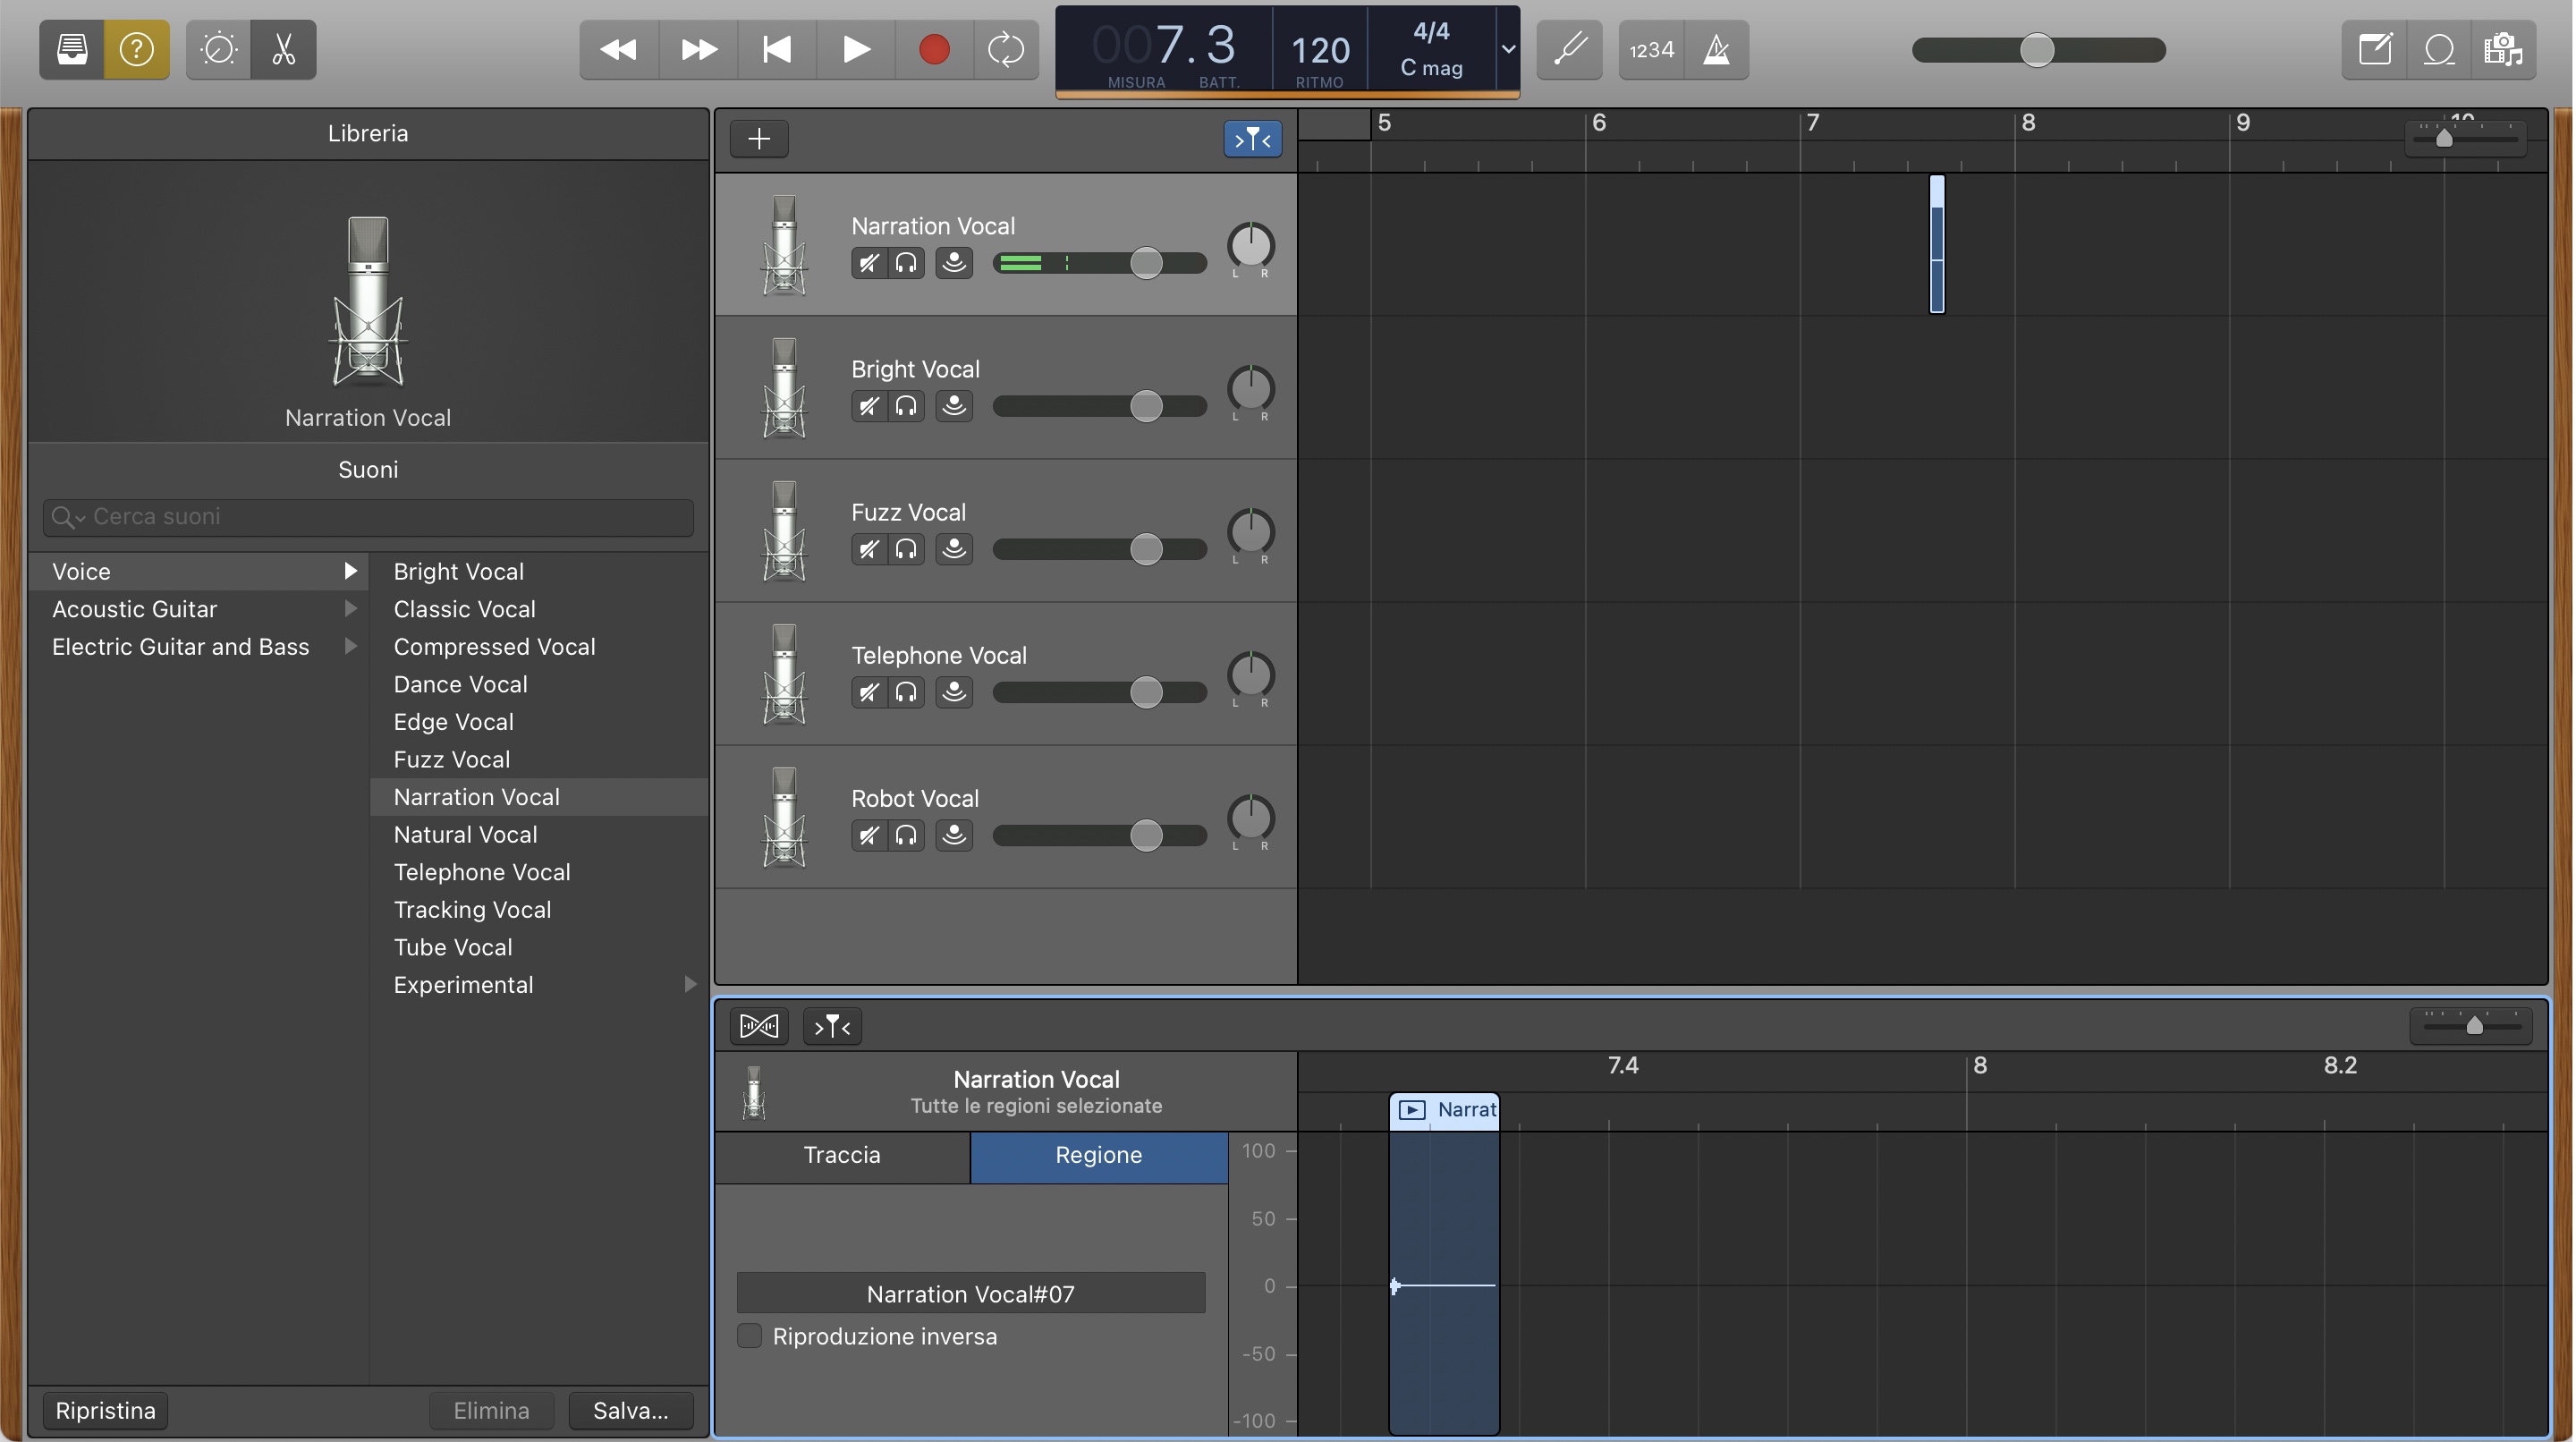 ?
007.3
MISURA BATT.
120
RITMO
4/4
C mag
1234
Libreria
Narration Vocal
Suoni
Cerca suoni
Voice
Acoustic Guitar
Electric Guitar and Bass
Bright Vocal
Classic Vocal
Compressed Vocal
Dance Vocal
Edge Vocal
Fuzz Vocal
Narration Vocal
Natural Vocal
Telephone Vocal
Tracking Vocal
Tube Vocal
Experimental
Ripristina
Elimina
Salva...
5 6 7 8 9 10
Narration Vocal
L R
Bright Vocal
L R
Fuzz Vocal
L R
Telephone Vocal
L R
Robot Vocal
L R
Narration Vocal
Tutte le regioni selezionate
Traccia
Regione
Narration Vocal#07
Riproduzione inversa
7.4 8 8.2
Narrat
100
50
0
-50
-100